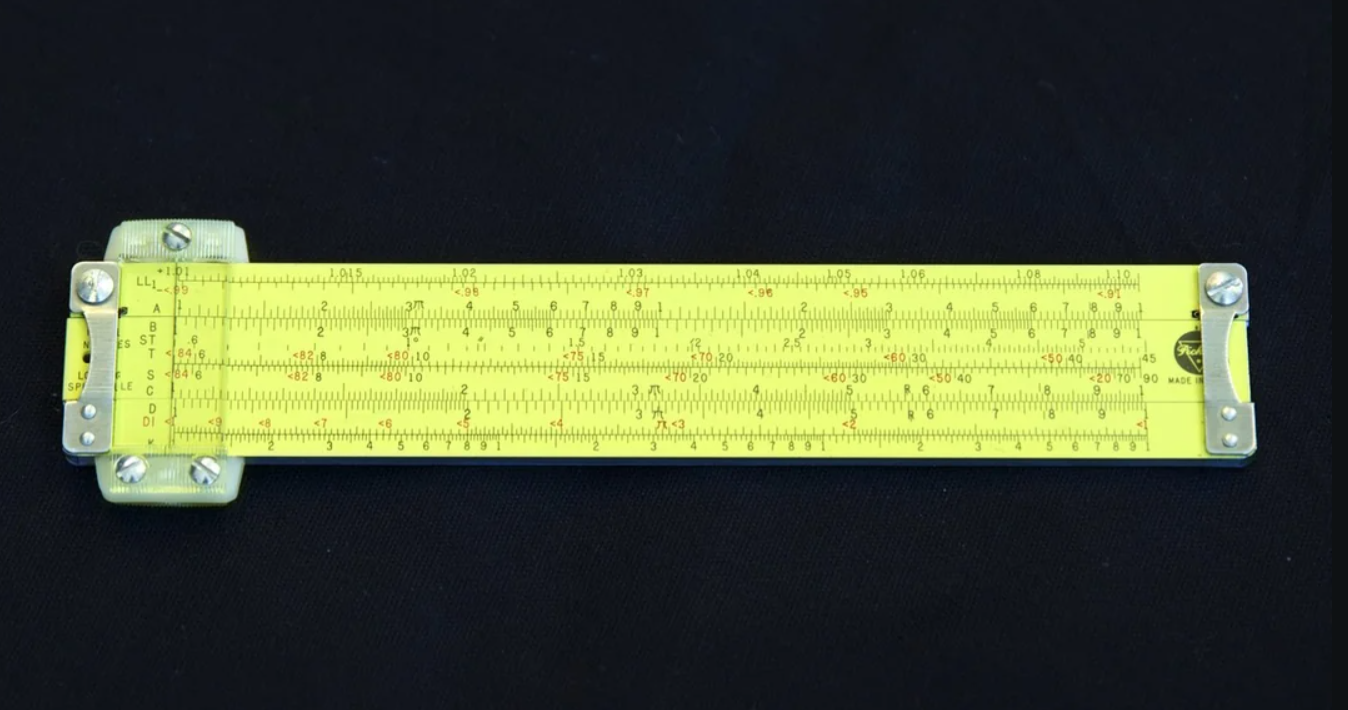 +1.01 1.015 1.02 1.03 1.04 1.05 1.06 1.08 1.10
LL1
-<.99 <.98 <.97 <.96 <.95 <.91
A 1 2 3 π 4 5 6 7 8 9 1 2 3 4 5 6 7 8 9 1
B 2 3 π 4 5 6 7 8 9 1 2 3 4 5 6 7 8 9 1
ST .6 1° 1.5 2 2.5 3 4 5
T <84 6 <82 8 <80 10 <75 15 <70 20 <60 30 <50 40 45
S <84 6 <82 8 <80 10 <75 15 <70 20 <60 30 <50 40 <20 70 90
C 2 3 π 4 5 R 6 7 8 9 1
D 1 2 3 π 4 5 R 6 7 8 9 1
DI <9 <8 <7 <6 <5 <4 π <3 <2 <1
K 2 3 4 5 6 7 8 9 1 2 3 4 5 6 7 8 9 1 2 3 4 5 6 7 8 9 1
MADE IN